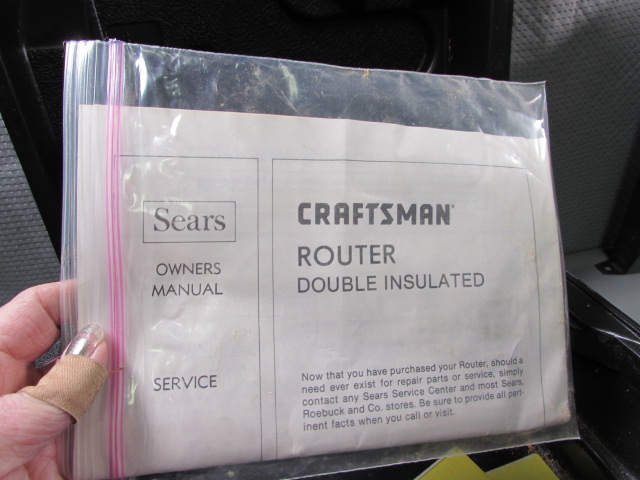 Sears
OWNERS
MANUAL
SERVICE
CRAFTSMAN®
ROUTER
DOUBLE INSULATED
Now that you have purchased your Router, should a
need ever exist for repair parts or service, simply
contact any Sears Service Center and most Sears,
Roebuck and Co. stores. Be sure to provide all pert-
inent facts when you call or visit.